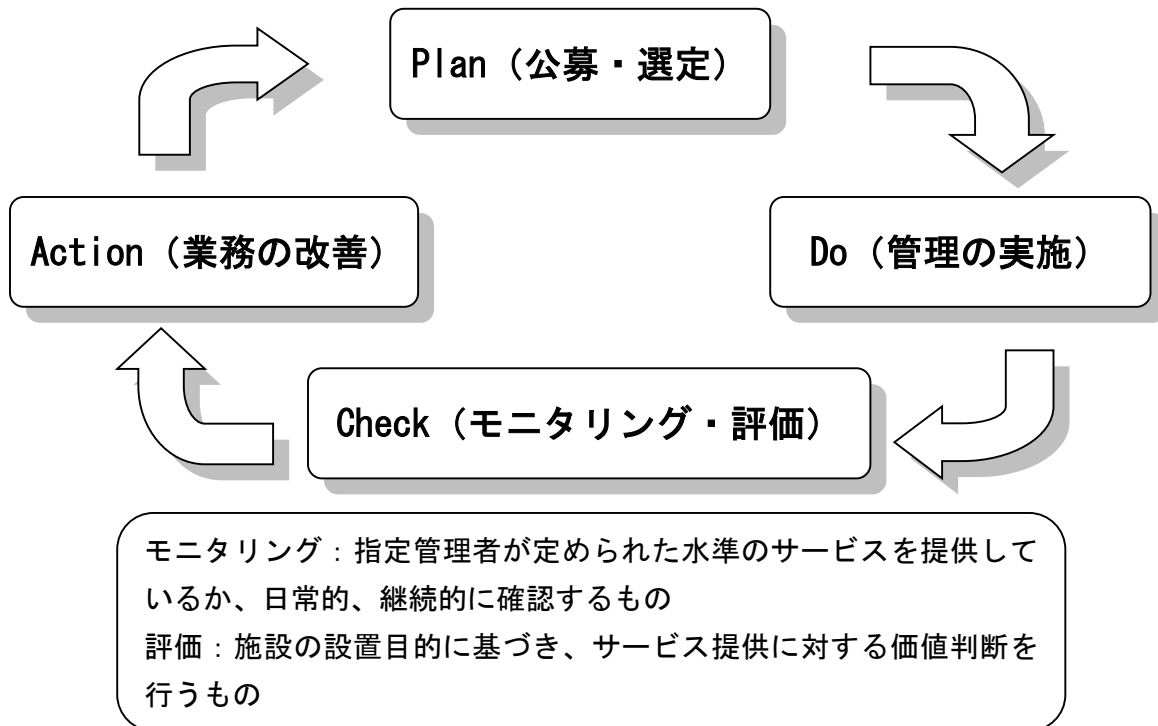 Plan（公募・選定）
Action（業務の改善）
Do（管理の実施）
Check（モニタリング・評価）
モニタリング：指定管理者が定められた水準のサービスを提供して
いるか、日常的、継続的に確認するもの
評価：施設の設置目的に基づき、サービス提供に対する価値判断を
行うもの